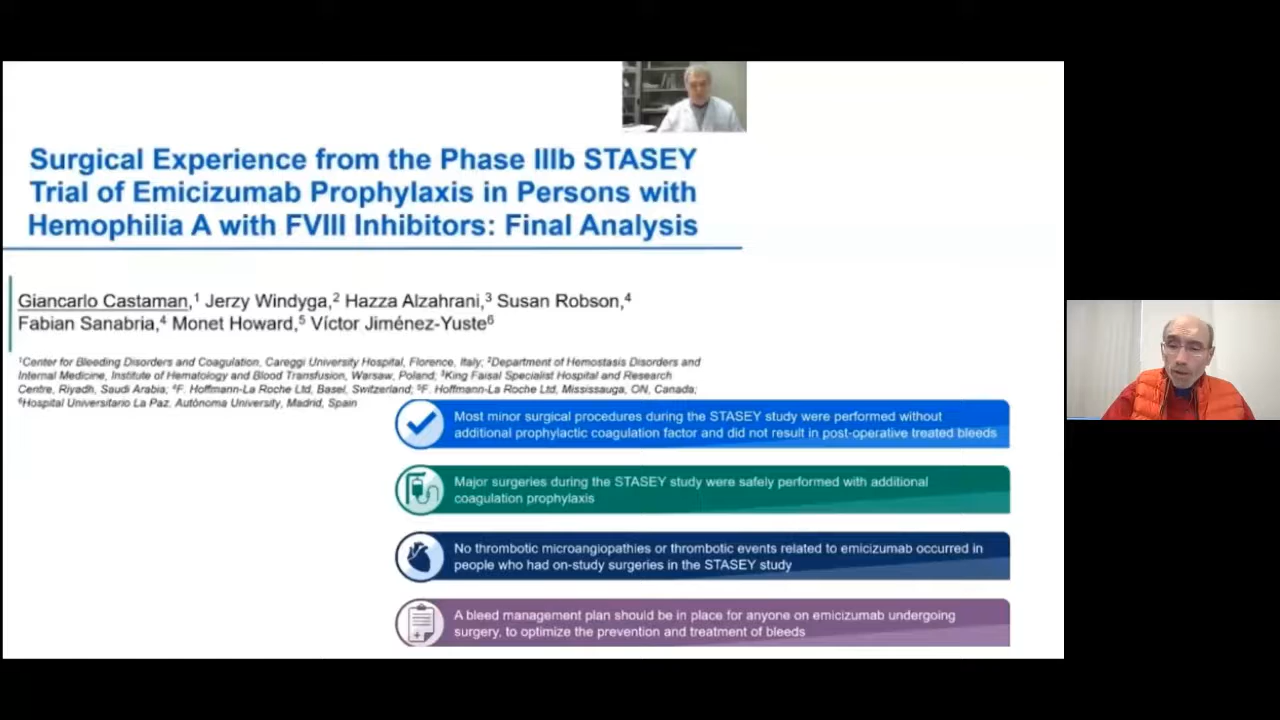 Surgical Experience from the Phase IIIb STASEY
Trial of Emicizumab Prophylaxis in Persons with
Hemophilia A with FVIII Inhibitors: Final Analysis
Giancarlo Castaman,¹ Jerzy Windyga,² Hazza Alzahrani,³ Susan Robson,⁴
Fabian Sanabria,⁴ Monet Howard,⁵ Víctor Jiménez-Yuste⁶
¹Center for Bleeding Disorders and Coagulation, Careggi University Hospital, Florence, Italy; ²Department of Hemostasis Disorders and
Internal Medicine, Institute of Hematology and Blood Transfusion, Warsaw, Poland; ³King Faisal Specialist Hospital and Research
Centre, Riyadh, Saudi Arabia; ⁴F. Hoffmann-La Roche Ltd, Basel, Switzerland; ⁵F. Hoffmann-La Roche Ltd, Mississauga, ON, Canada;
⁶Hospital Universitario La Paz, Autónoma University, Madrid, Spain
Most minor surgical procedures during the STASEY study were performed without
additional prophylactic coagulation factor and did not result in post-operative treated bleeds
Major surgeries during the STASEY study were safely performed with additional
coagulation prophylaxis
No thrombotic microangiopathies or thrombotic events related to emicizumab occurred in
people who had on-study surgeries in the STASEY study
A bleed management plan should be in place for anyone on emicizumab undergoing
surgery, to optimize the prevention and treatment of bleeds